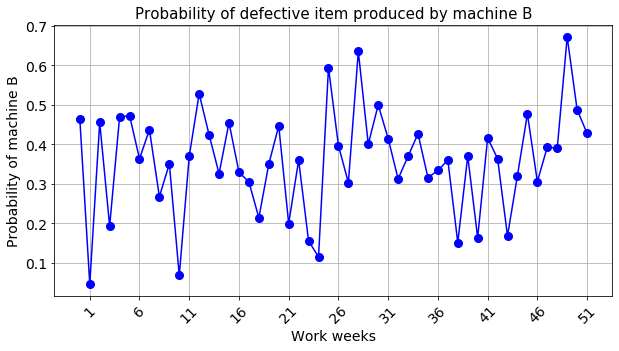 Probability of defective item produced by machine B
Probability of machine B
0.7
0.6
0.5
0.4
0.3
0.2
0.1
1 6 11 16 21 26 31 36 41 46 51
Work weeks